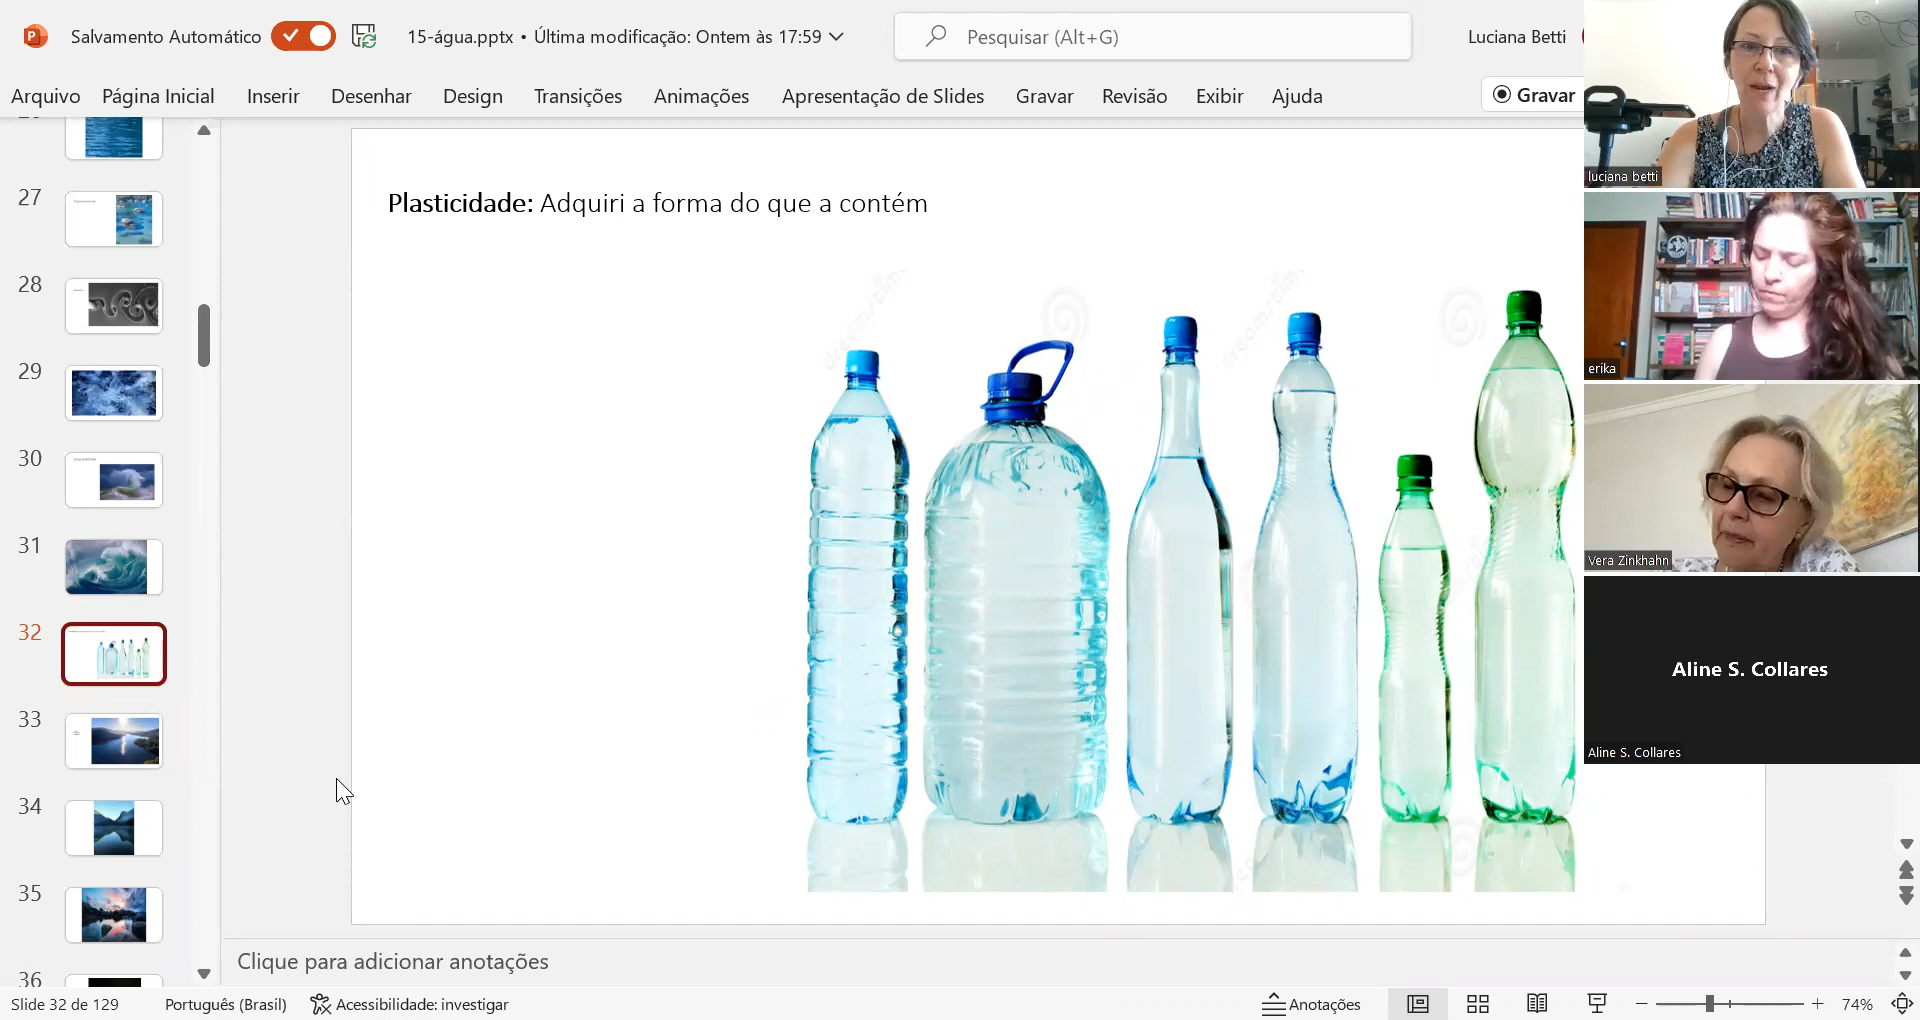 Salvamento Automático
15-água.pptx • Última modificação: Ontem às 17:59
Pesquisar (Alt+G)
Luciana Betti
Arquivo Página Inicial Inserir Desenhar Design Transições Animações Apresentação de Slides Gravar Revisão Exibir Ajuda
Gravar
27
28
29
30
31
32
33
34
35
36
Plasticidade: Adquiri a forma do que a contém
luciana betti
erika
Vera Zinkhahn
Aline S. Collares
Aline S. Collares
Clique para adicionar anotações
Slide 32 de 129 Português (Brasil) Acessibilidade: investigar Anotações 74%